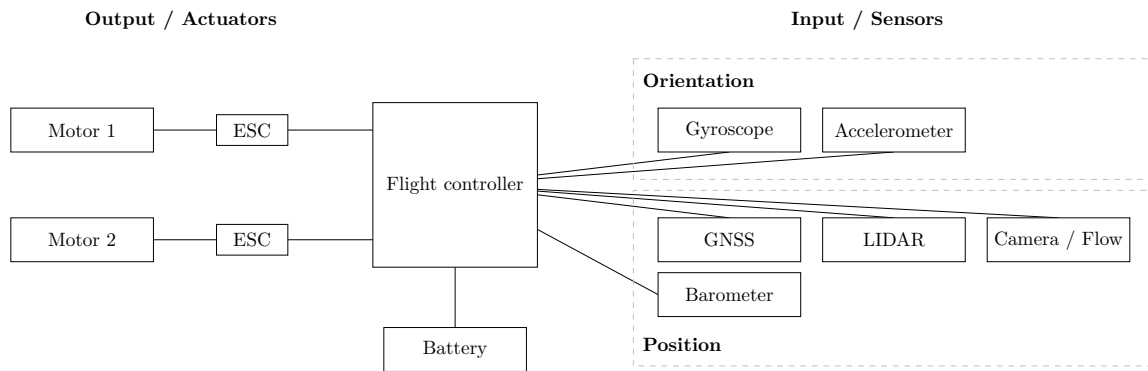 Output / Actuators
Input / Sensors
Orientation
Motor 1
ESC
Gyroscope
Accelerometer
Flight controller
Motor 2
ESC
GNSS
LIDAR
Camera / Flow
Barometer
Battery
Position